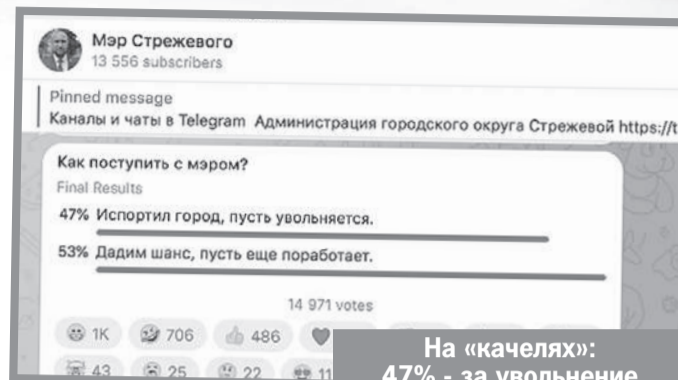 Мэр Стрежевого
13 556 subscribers
Pinned message
Каналы и чаты в Telegram Администрация городского округа Стрежевой https://t
Как поступить с мэром?
Final Results
47% Испортил город, пусть увольняется.
53% Дадим шанс, пусть еще поработает.
14 971 votes
1K 706 486
43 25 22 11
На «качелях»:
47% - за увольнение